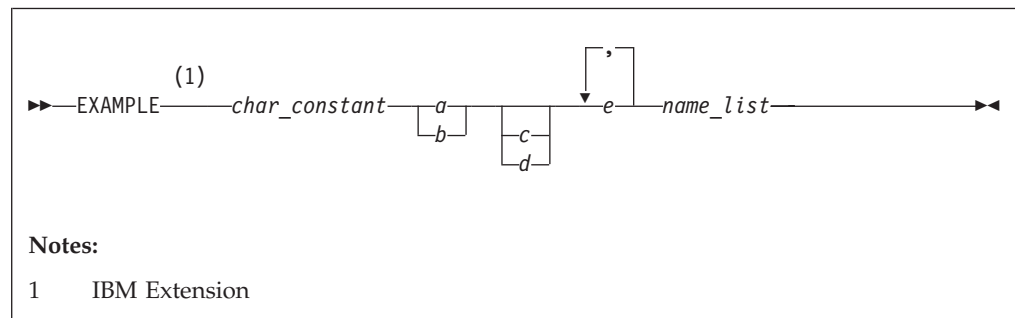 ,
(1)
EXAMPLE char_constant a e name_list
b c
d
Notes:
1 IBM Extension